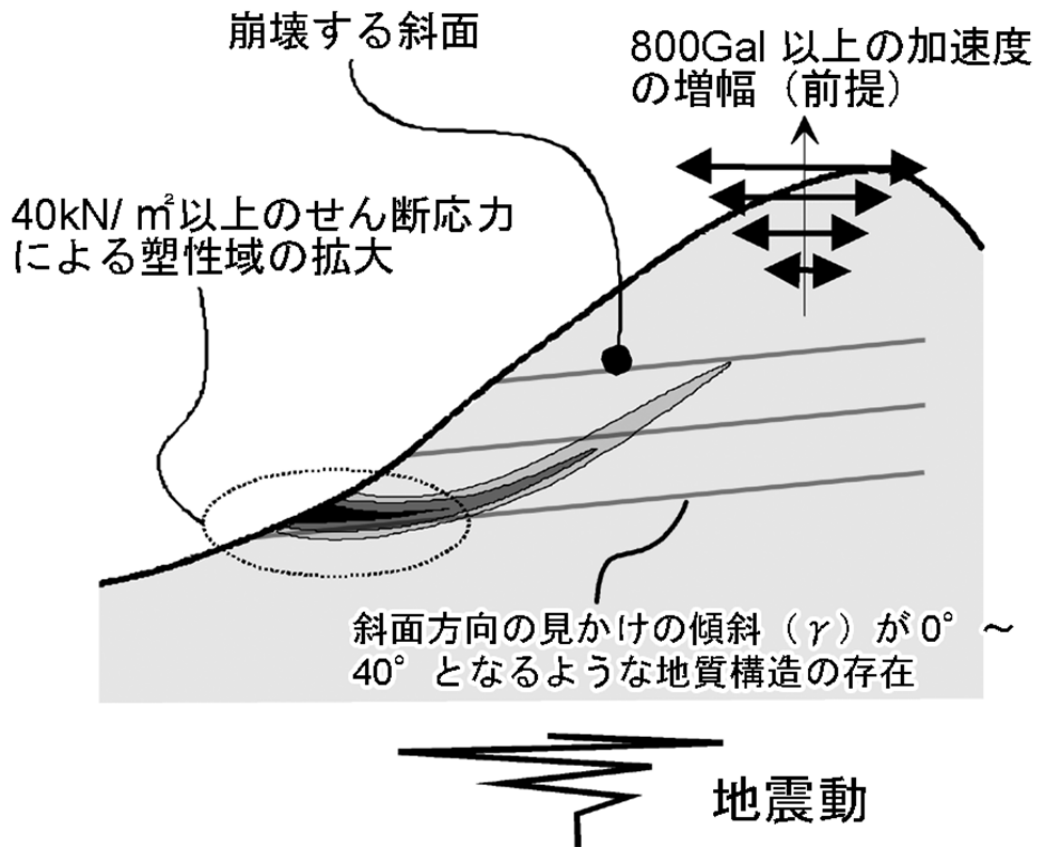 崩壊する斜面
800Gal 以上の加速度
の増幅（前提）
40kN/㎡以上のせん断応力
による塑性域の拡大
斜面方向の見かけの傾斜（γ）が0°～
40°となるような地質構造の存在
地震動